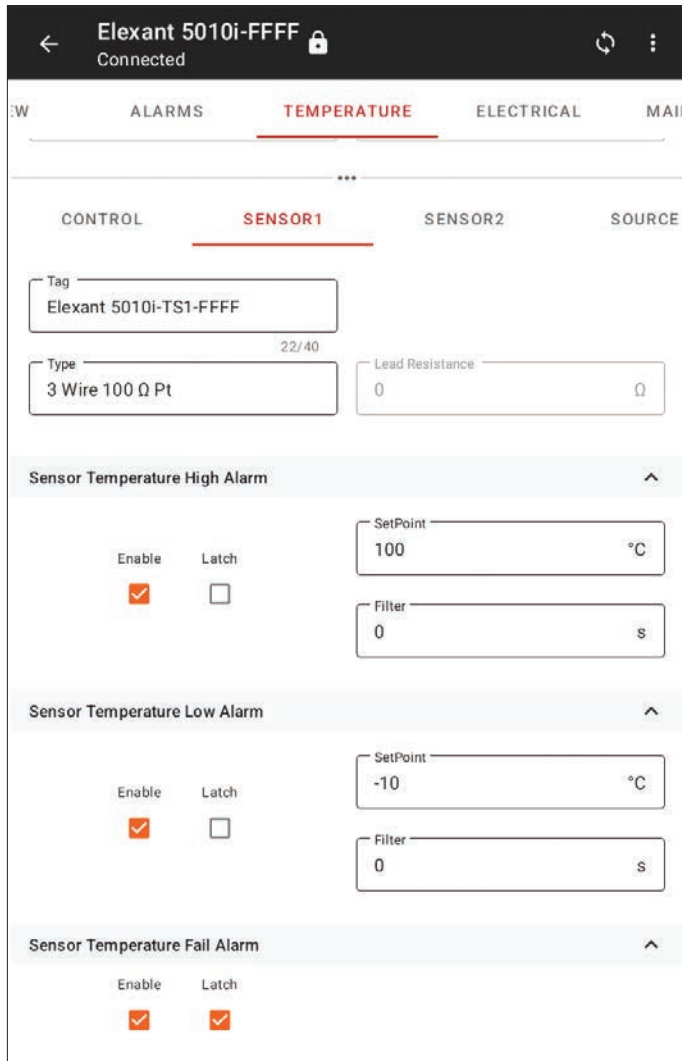 Elexant 5010i-FFFF
Connected
EW ALARMS TEMPERATURE ELECTRICAL MAI
CONTROL SENSOR1 SENSOR2 SOURCE
Tag
Elexant 5010i-TS1-FFFF
22/40
Type Lead Resistance
3 Wire 100 Ω Pt 0 Ω
Sensor Temperature High Alarm
SetPoint
100 °C
Enable Latch
Filter
0 s
Sensor Temperature Low Alarm
SetPoint
-10 °C
Enable Latch
Filter
0 s
Sensor Temperature Fail Alarm
Enable Latch